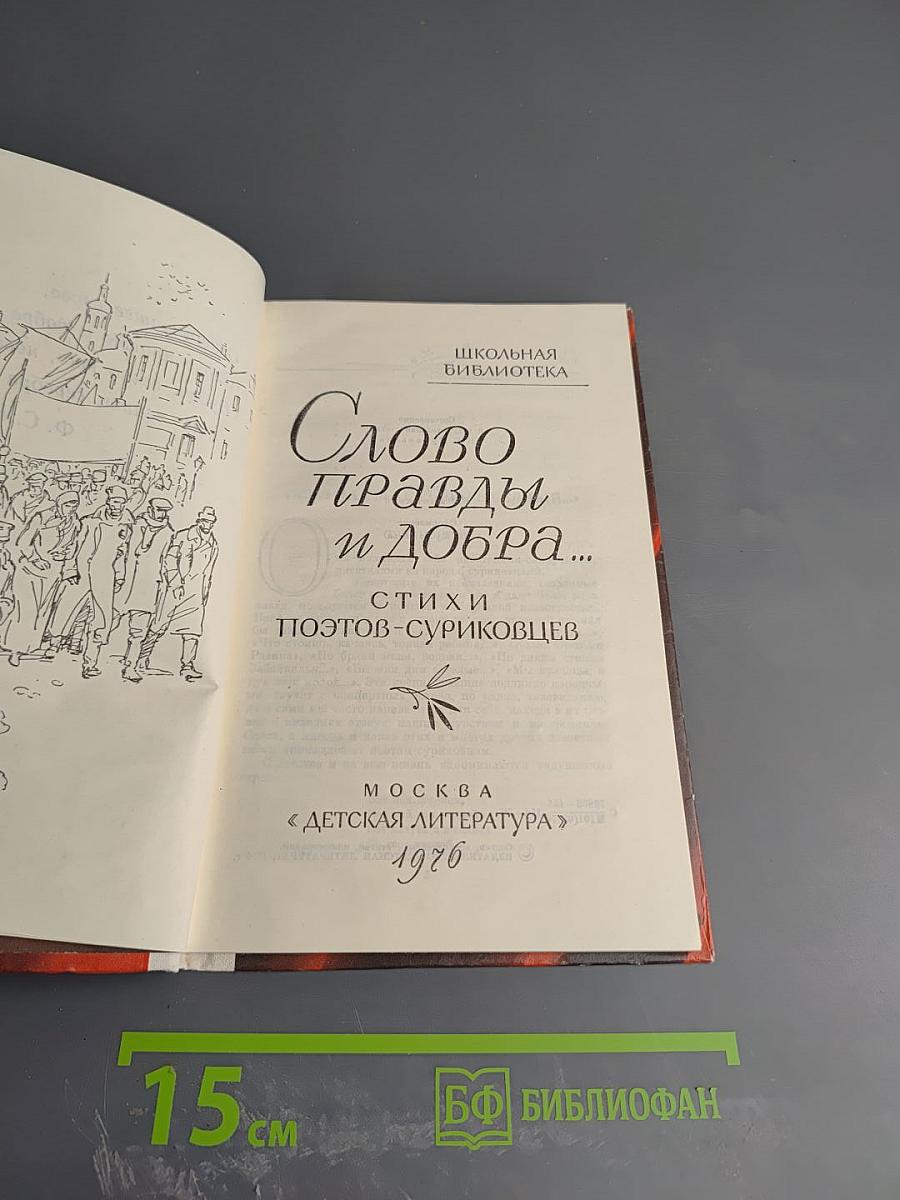 ШКОЛЬНАЯ
БИБЛИОТЕКА
Слово
правды
и добра...
СТИХИ
ПОЭТОВ-СУРИКОВЦЕВ
МОСКВА
«ДЕТСКАЯ ЛИТЕРАТУРА»
1976
15 см
БФ БИБЛИОФАН